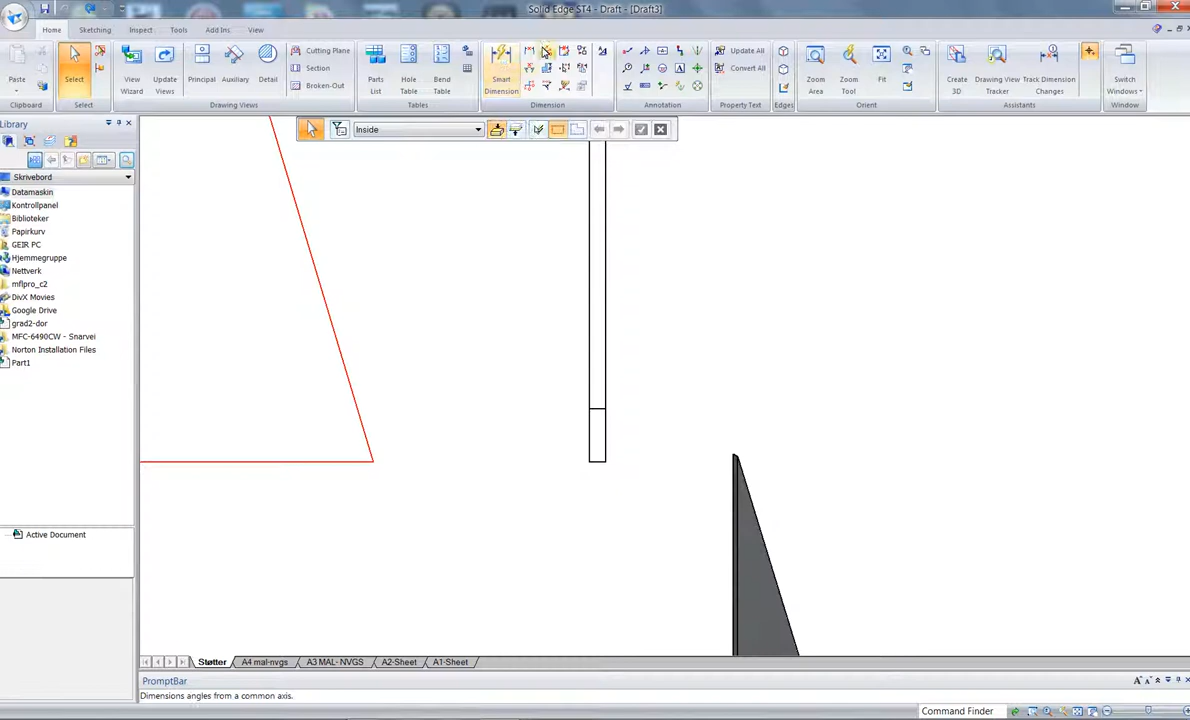 Solid Edge ST4 - Draft - [Draft3]
Home Sketching Inspect Tools Add Ins View
Paste
Clipboard
Select
Select
View Wizard
Update Views
Principal
Auxiliary
Detail
Cutting Plane
Section
Broken-Out
Drawing Views
Parts List
Hole Table
Bend Table
Tables
Smart Dimension
Dimension
Annotation
Update All
Convert All
Property Text
Edges
Zoom Area
Zoom Tool
Fit
Orient
Create 3D
Drawing View Tracker
Track Dimension Changes
Assistants
Switch Windows
Window
Library
Inside
Skrivebord
Datamaskin
Kontrollpanel
Biblioteker
Papirkurv
GEIR PC
Hjemmegruppe
Nettverk
mflpro_c2
DivX Movies
Google Drive
grad2-dor
MFC-6490CW - Snarvei
Norton Installation Files
Part1
Active Document
Støtter A4 mal-nvgs A3 MAL- NVGS A2-Sheet A1-Sheet
PromptBar
Dimensions angles from a common axis.
Command Finder